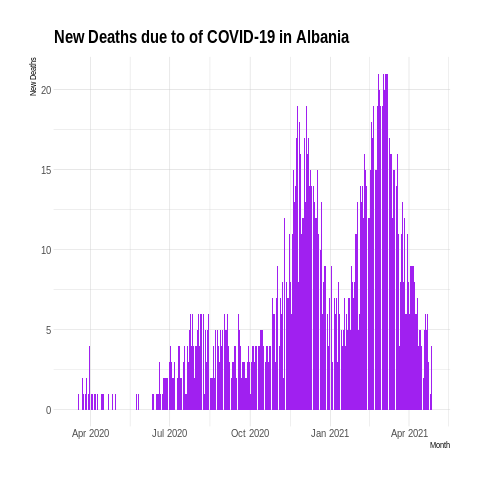 New Deaths due to of COVID-19 in Albania
New Deaths
20
15
10
5
0
Apr 2020 Jul 2020 Oct 2020 Jan 2021 Apr 2021
Month